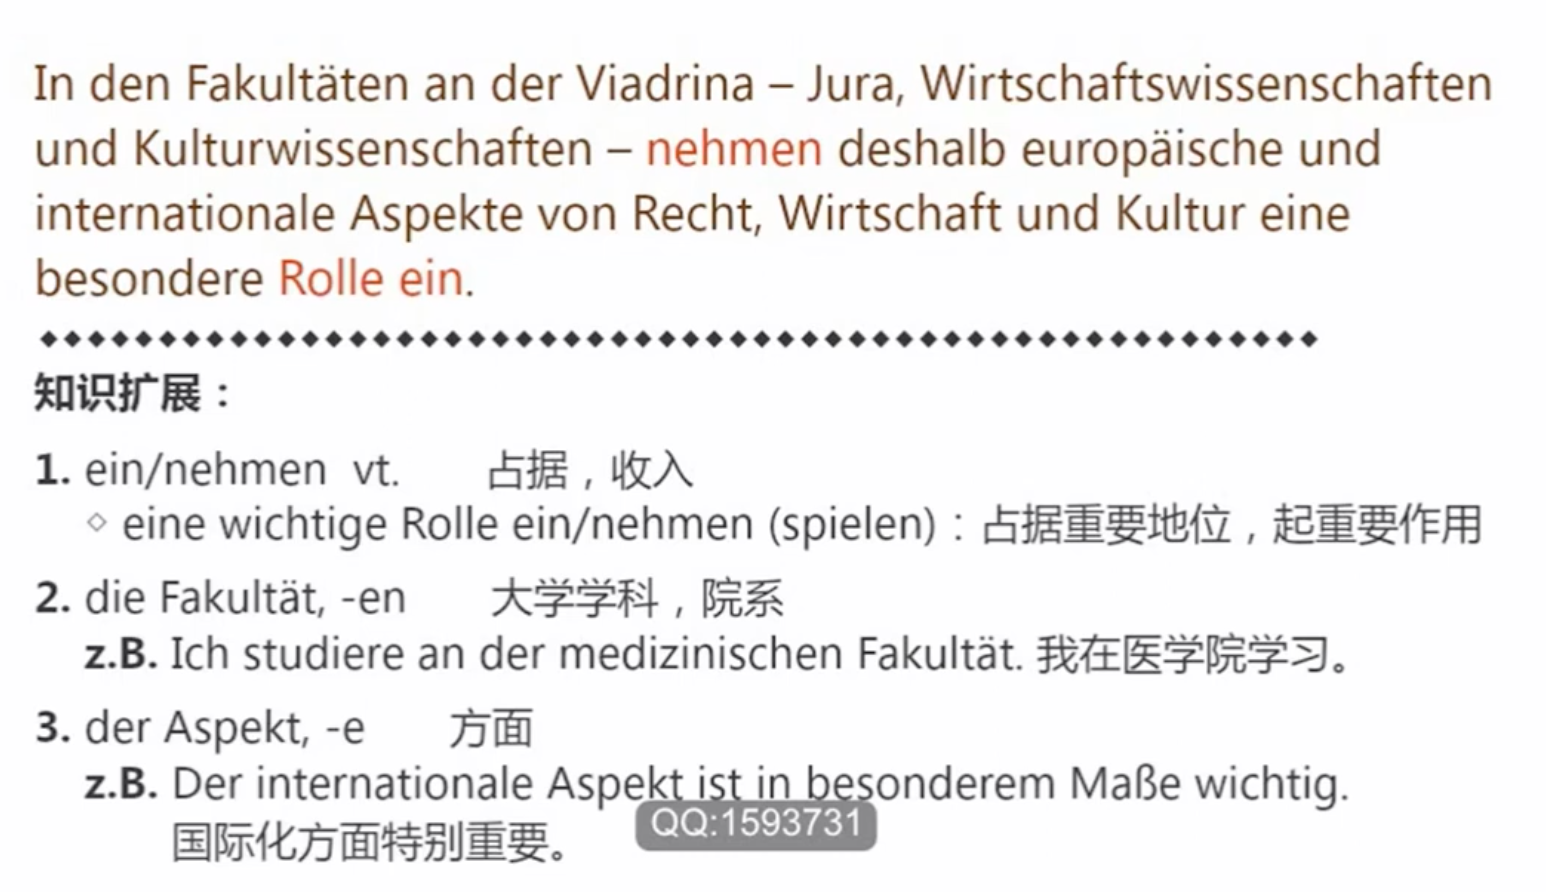 In den Fakultäten an der Viadrina – Jura, Wirtschaftswissenschaften
und Kulturwissenschaften – nehmen deshalb europäische und
internationale Aspekte von Recht, Wirtschaft und Kultur eine
besondere Rolle ein.
知识扩展：
1. ein/nehmen vt. 占据，收入
◇ eine wichtige Rolle ein/nehmen (spielen)：占据重要地位，起重要作用
2. die Fakultät, -en 大学学科，院系
z.B. Ich studiere an der medizinischen Fakultät. 我在医学院学习。
3. der Aspekt, -e 方面
z.B. Der internationale Aspekt ist in besonderem Maße wichtig.
QQ:1593731
国际化方面特别重要。